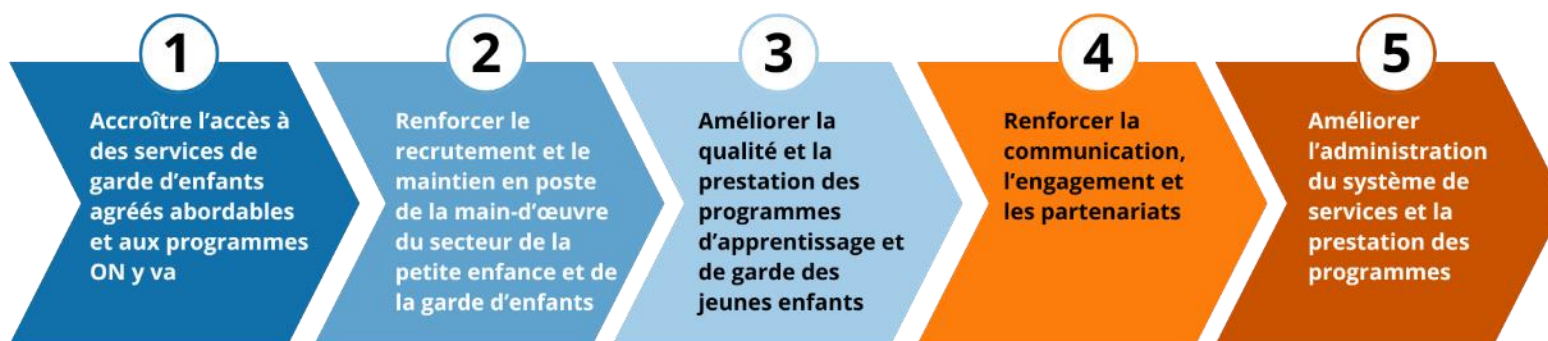 1
Accroître l’accès à
des services de
garde d’enfants
agréés abordables
et aux programmes
ON y va
2
Renforcer le
recrutement et le
maintien en poste
de la main-d’œuvre
du secteur de la
petite enfance et de
la garde d’enfants
3
Améliorer la
qualité et la
prestation des
programmes
d’apprentissage et
de garde des
jeunes enfants
4
Renforcer la
communication,
l’engagement et
les partenariats
5
Améliorer
l’administration
du système de
services et la
prestation des
programmes